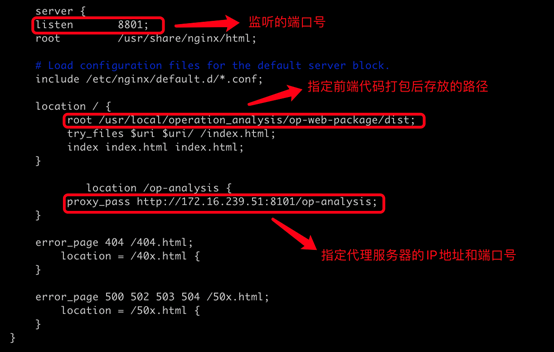 server {
listen 8801;
监听的端口号
root /usr/share/nginx/html;
# Load configuration files for the default server block.
include /etc/nginx/default.d/*.conf;
指定前端代码打包后存放的路径
location / {
root /usr/local/operation_analysis/op-web-package/dist;
try_files $uri $uri/ /index.html;
index index.html index.html;
}
location /op-analysis {
proxy_pass http://172.16.239.51:8101/op-analysis;
}
指定代理服务器的IP地址和端口号
error_page 404 /404.html;
location = /40x.html {
}
error_page 500 502 503 504 /50x.html;
location = /50x.html {
}
}